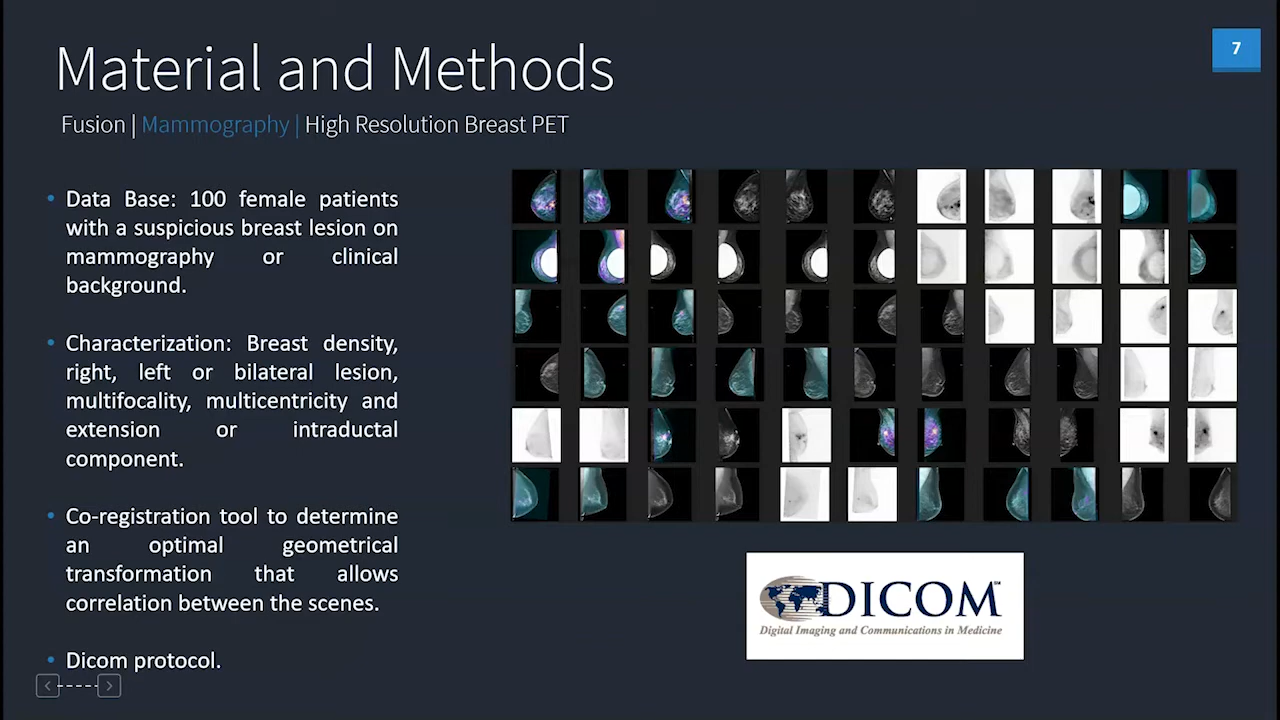 Material and Methods
7
Fusion | Mammography | High Resolution Breast PET
• Data Base: 100 female patients
with a suspicious breast lesion on
mammography or clinical
background.
• Characterization: Breast density,
right, left or bilateral lesion,
multifocality, multicentricity and
extension or intraductal
component.
• Co-registration tool to determine
an optimal geometrical
transformation that allows
correlation between the scenes.
• Dicom protocol.
DICOM SM
Digital Imaging and Communications in Medicine